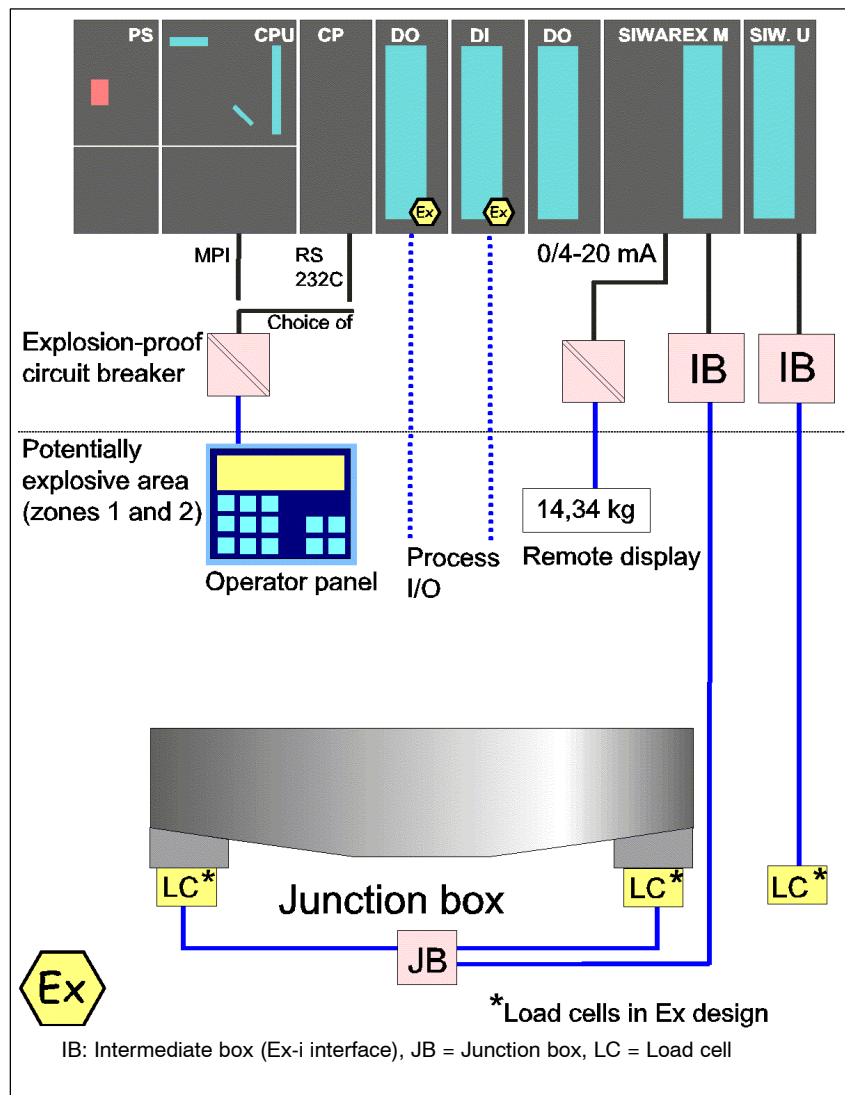 PS CPU CP DO DI DO SIWAREX M SIW. U
Ex Ex
MPI RS 232C 0/4-20 mA
Choice of
Explosion-proof
circuit breaker
IB IB
Potentially
explosive area
(zones 1 and 2)
14,34 kg
Operator panel
Process
I/O
Remote display
LC* LC* LC*
Junction box
JB
Ex
*Load cells in Ex design
IB: Intermediate box (Ex-i interface), JB = Junction box, LC = Load cell